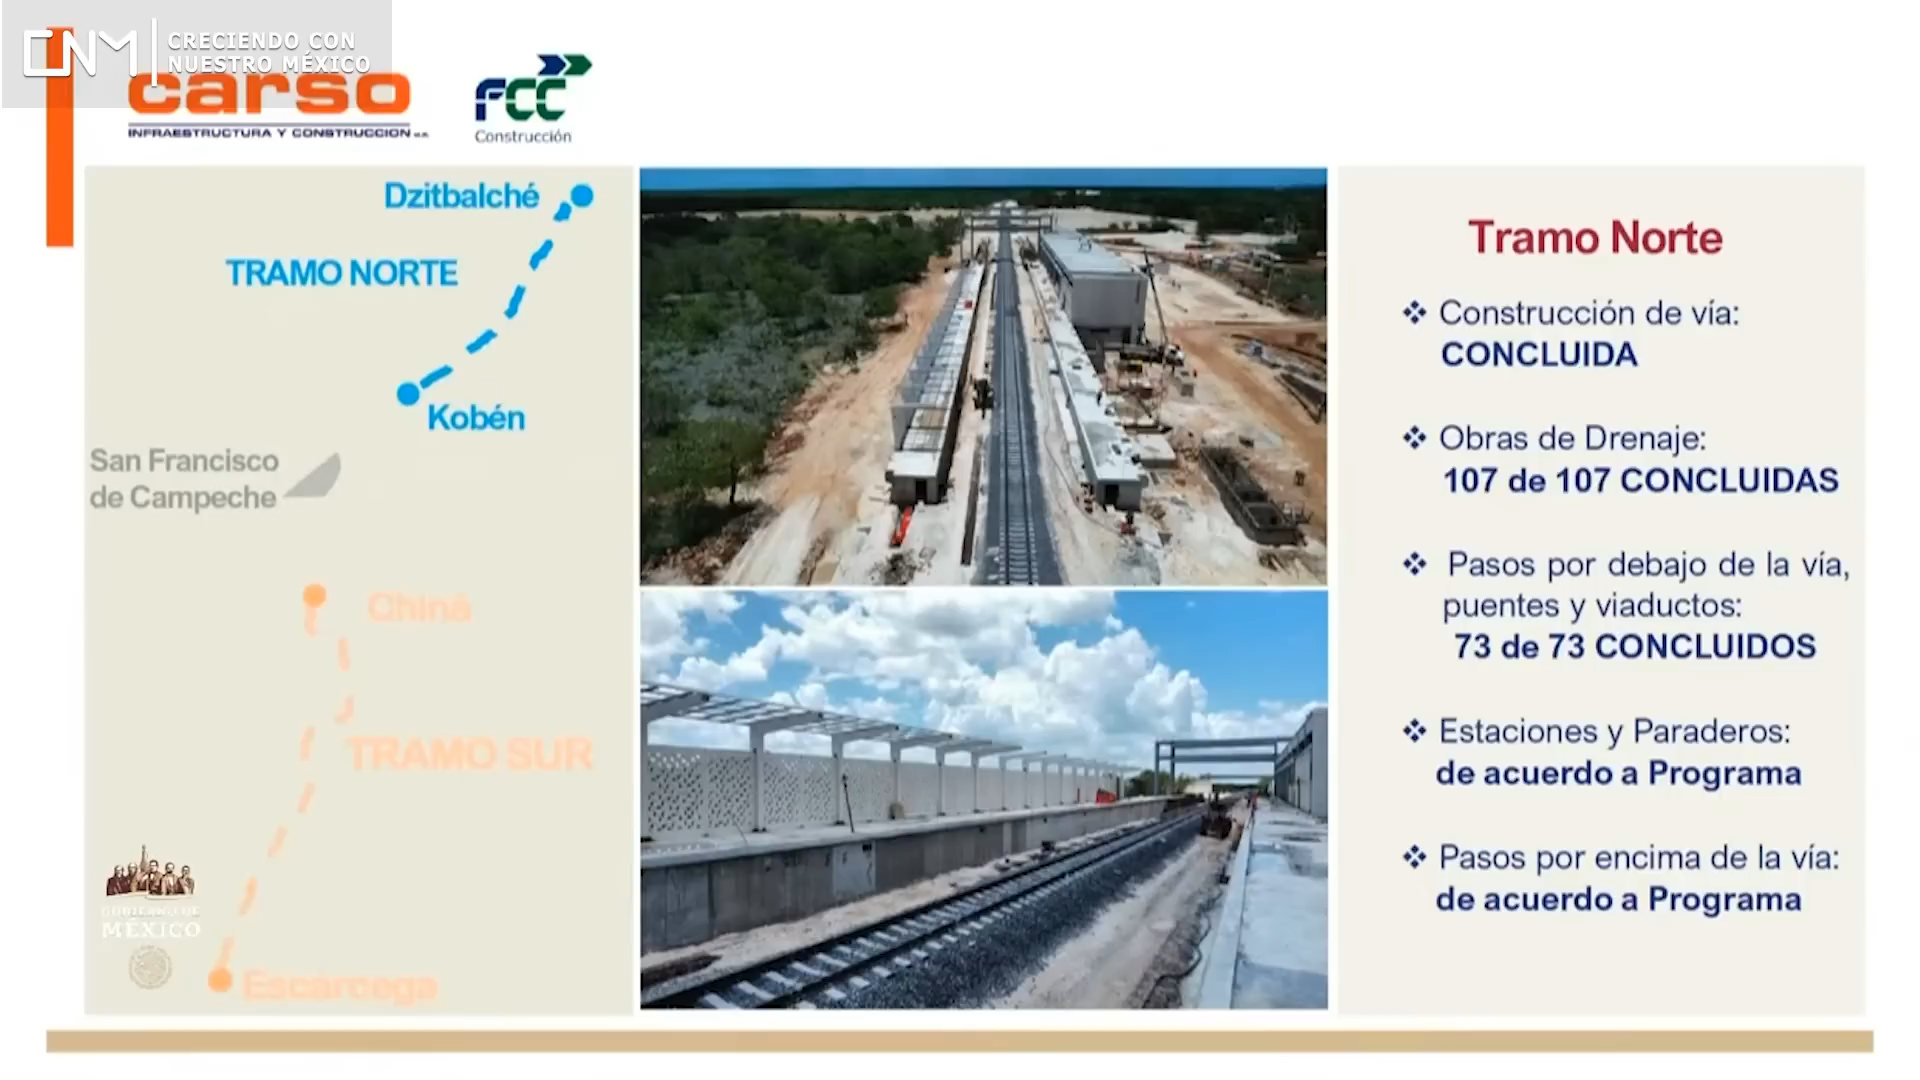 CNM
CRECIENDO CON
NUESTRO MÉXICO
carso
INFRAESTRUCTURA Y CONSTRUCCION
FCC
Construcción
Dzitbalché
TRAMO NORTE
Kobén
San Francisco
de Campeche
Chiná
TRAMO SUR
Escárcega
GOBIERNO DE
MÉXICO
Tramo Norte
❖ Construcción de vía:
CONCLUIDA
❖ Obras de Drenaje:
107 de 107 CONCLUIDAS
❖ Pasos por debajo de la vía,
puentes y viaductos:
73 de 73 CONCLUIDOS
❖ Estaciones y Paraderos:
de acuerdo a Programa
❖ Pasos por encima de la vía:
de acuerdo a Programa